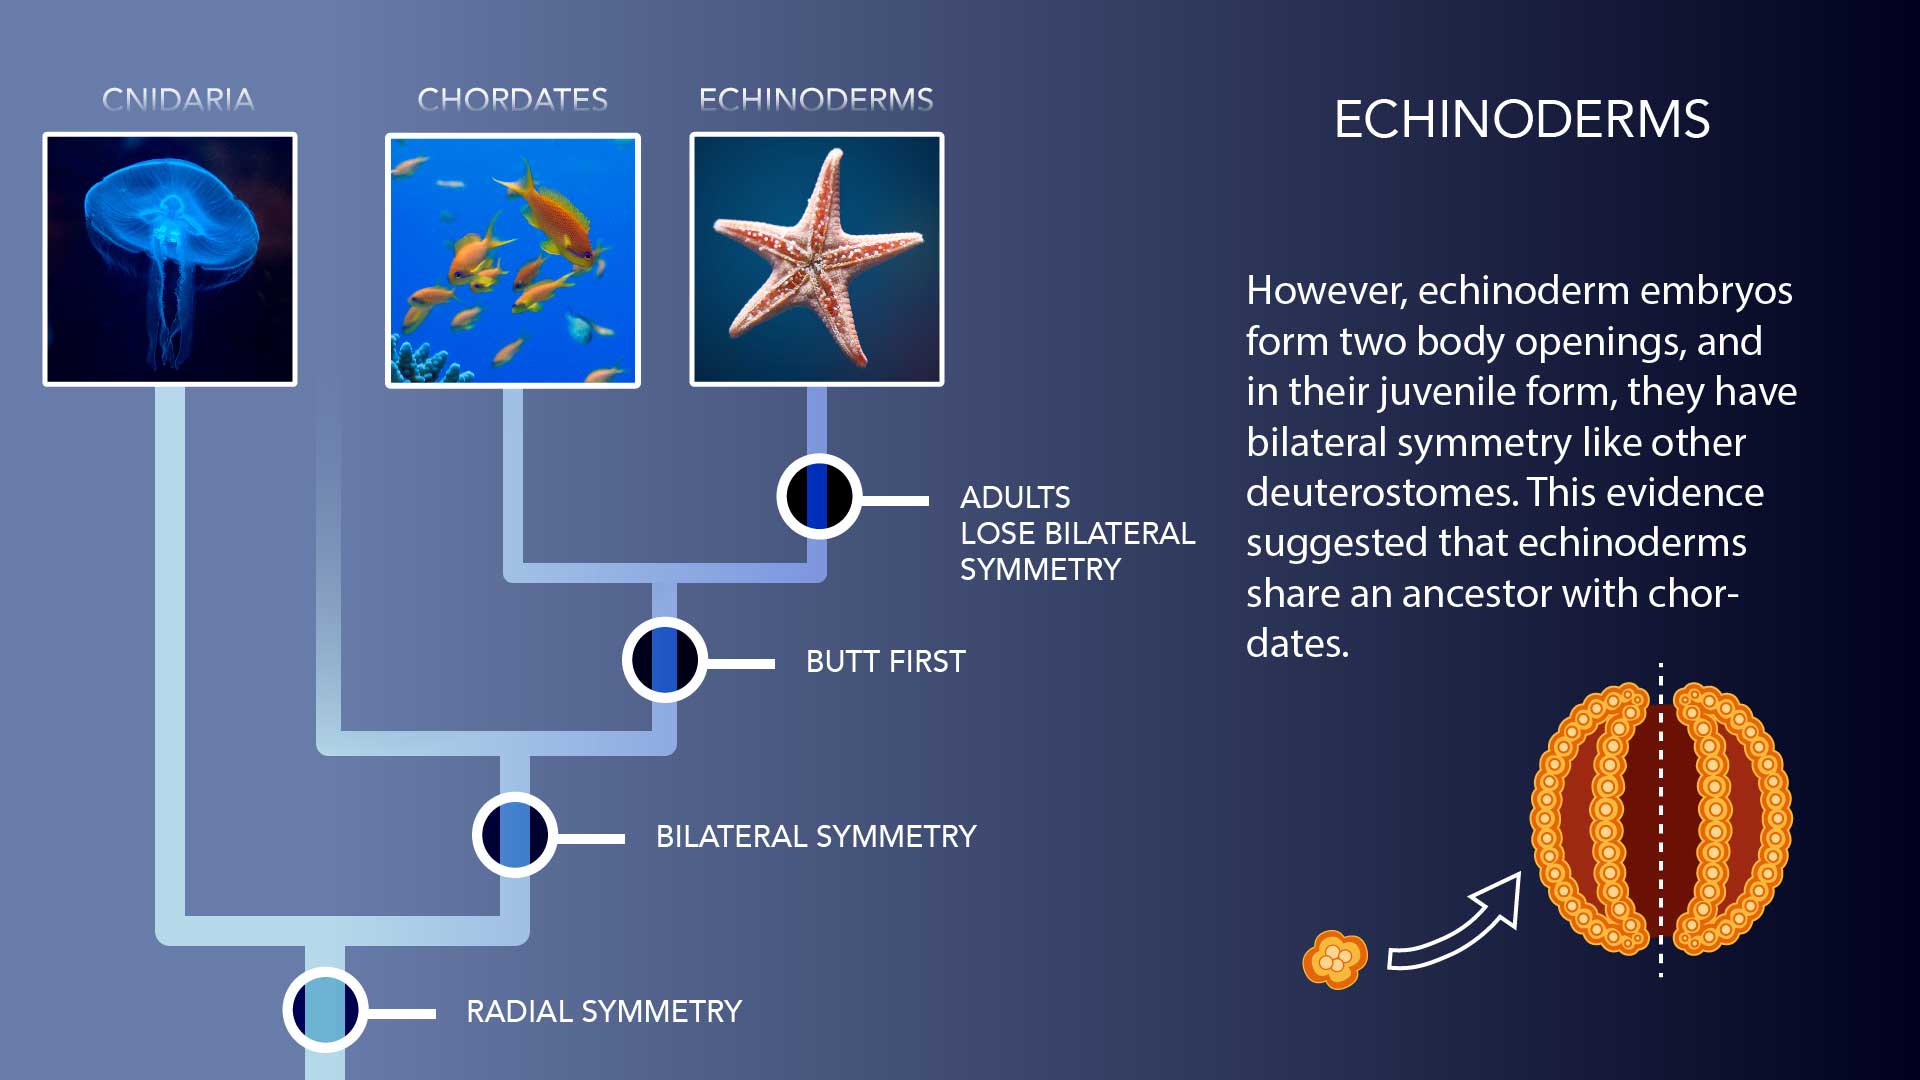 CNIDARIA
CHORDATES
ECHINODERMS
ADULTS
LOSE BILATERAL
SYMMETRY
BUTT FIRST
BILATERAL SYMMETRY
RADIAL SYMMETRY
ECHINODERMS
However, echinoderm embryos
form two body openings, and
in their juvenile form, they have
bilateral symmetry like other
deuterostomes. This evidence
suggested that echinoderms
share an ancestor with chor-
dates.